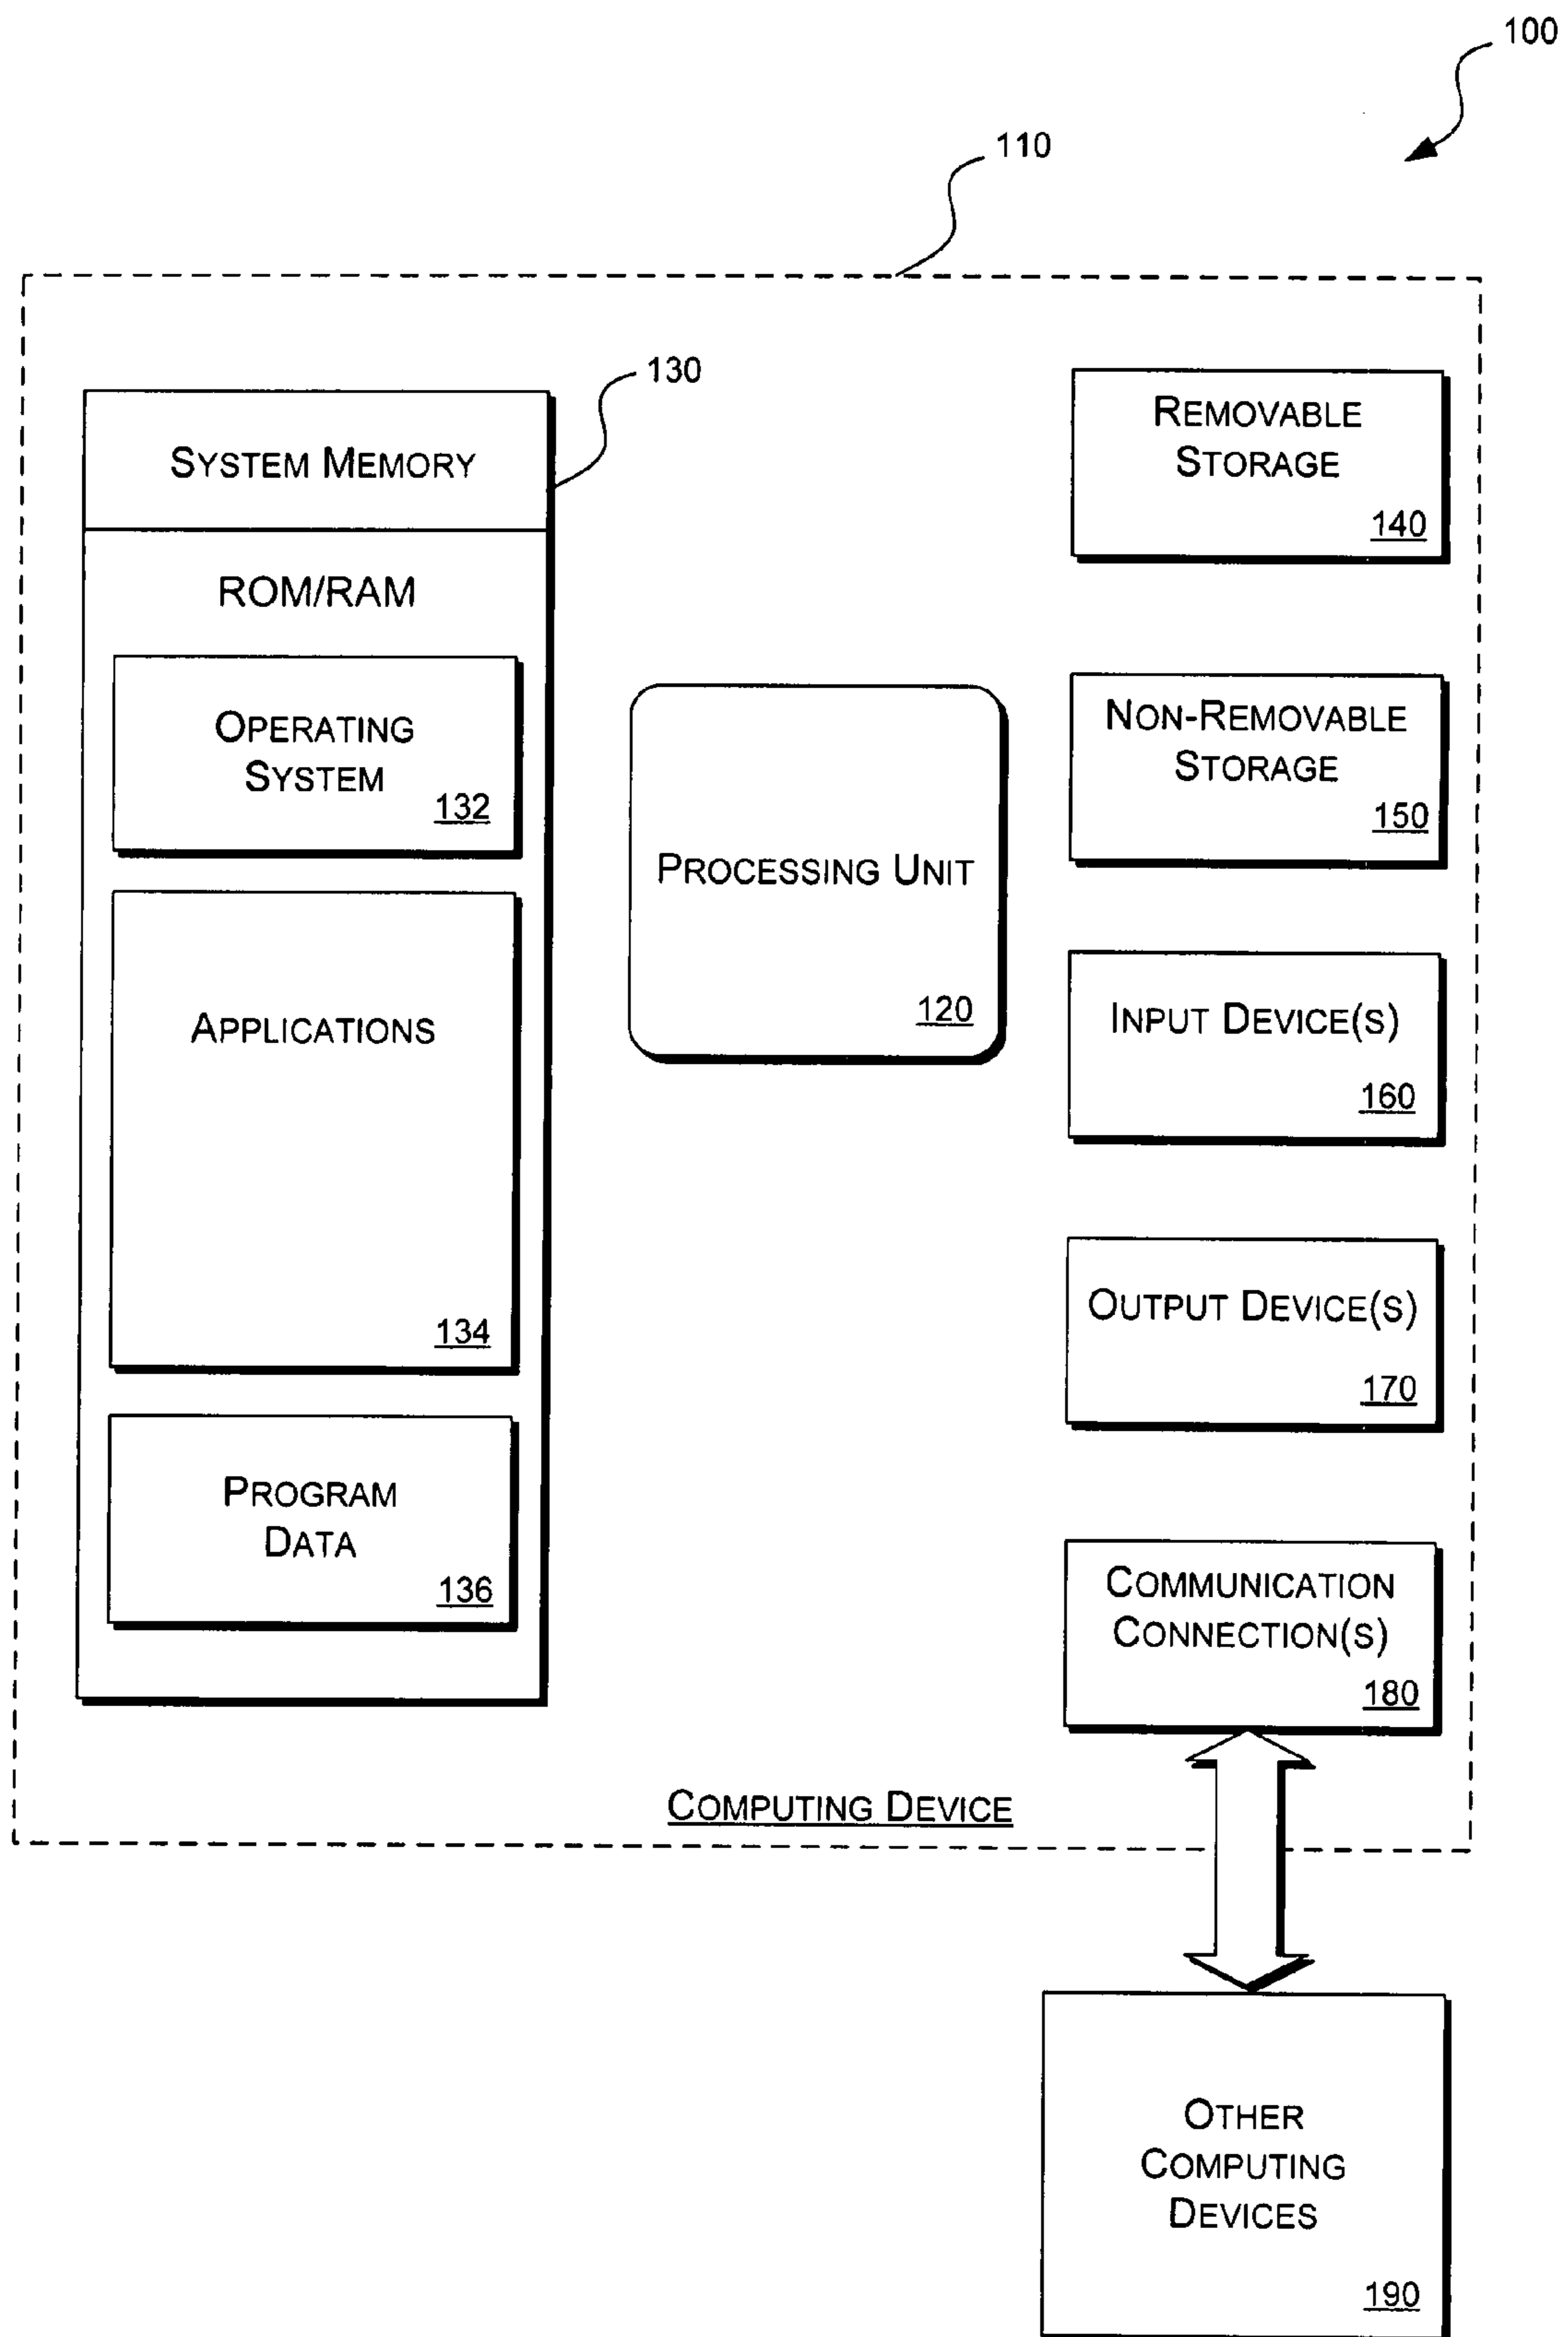 100
110
130
SYSTEM MEMORY
ROM/RAM
OPERATING
SYSTEM
132
APPLICATIONS
134
PROGRAM
DATA
136
PROCESSING UNIT
120
REMOVABLE
STORAGE
140
NON-REMOVABLE
STORAGE
150
INPUT DEVICE(S)
160
OUTPUT DEVICE(S)
170
COMMUNICATION
CONNECTION(S)
180
COMPUTING DEVICE
OTHER
COMPUTING
DEVICES
190